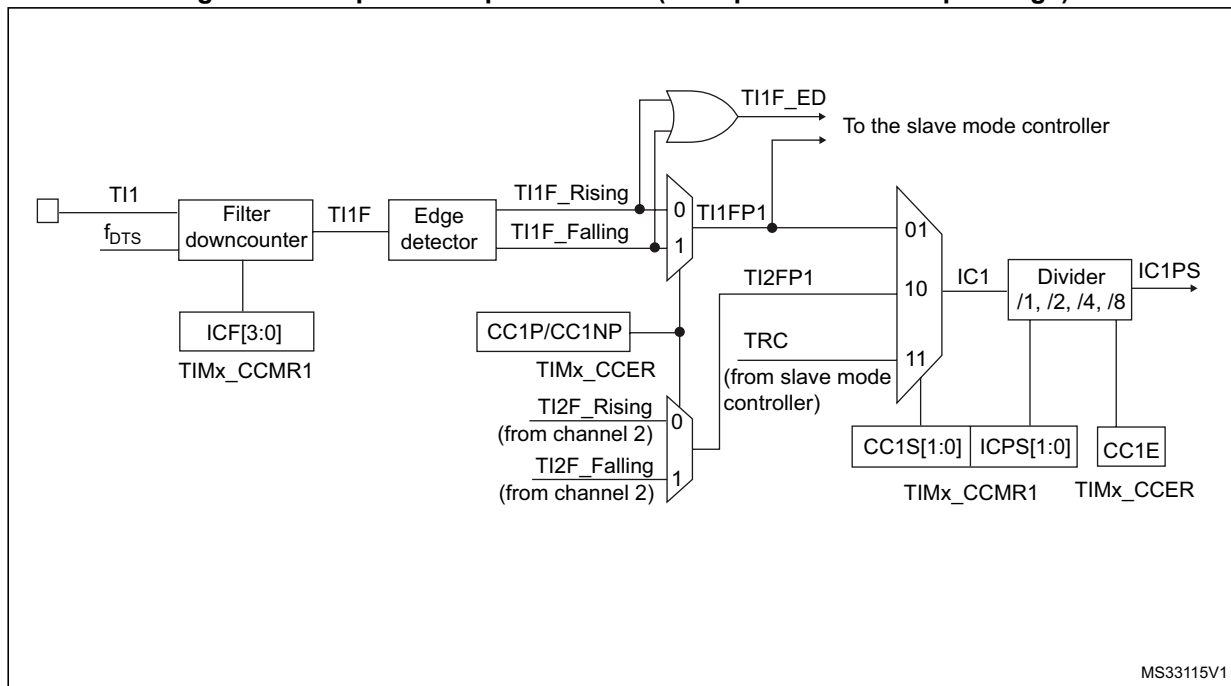 TI1F_ED
To the slave mode controller
TI1
f_DTS
Filter
downcounter
TI1F
Edge
detector
TI1F_Rising
TI1F_Falling
0
1
TI1FP1
ICF[3:0]
TIMx_CCMR1
CC1P/CC1NP
TIMx_CCER
TI2F_Rising
(from channel 2)
TI2F_Falling
(from channel 2)
0
1
TI2FP1
TRC
(from slave mode
controller)
01
10
11
IC1
Divider
/1, /2, /4, /8
IC1PS
CC1S[1:0]
ICPS[1:0]
CC1E
TIMx_CCMR1
TIMx_CCER
MS33115V1